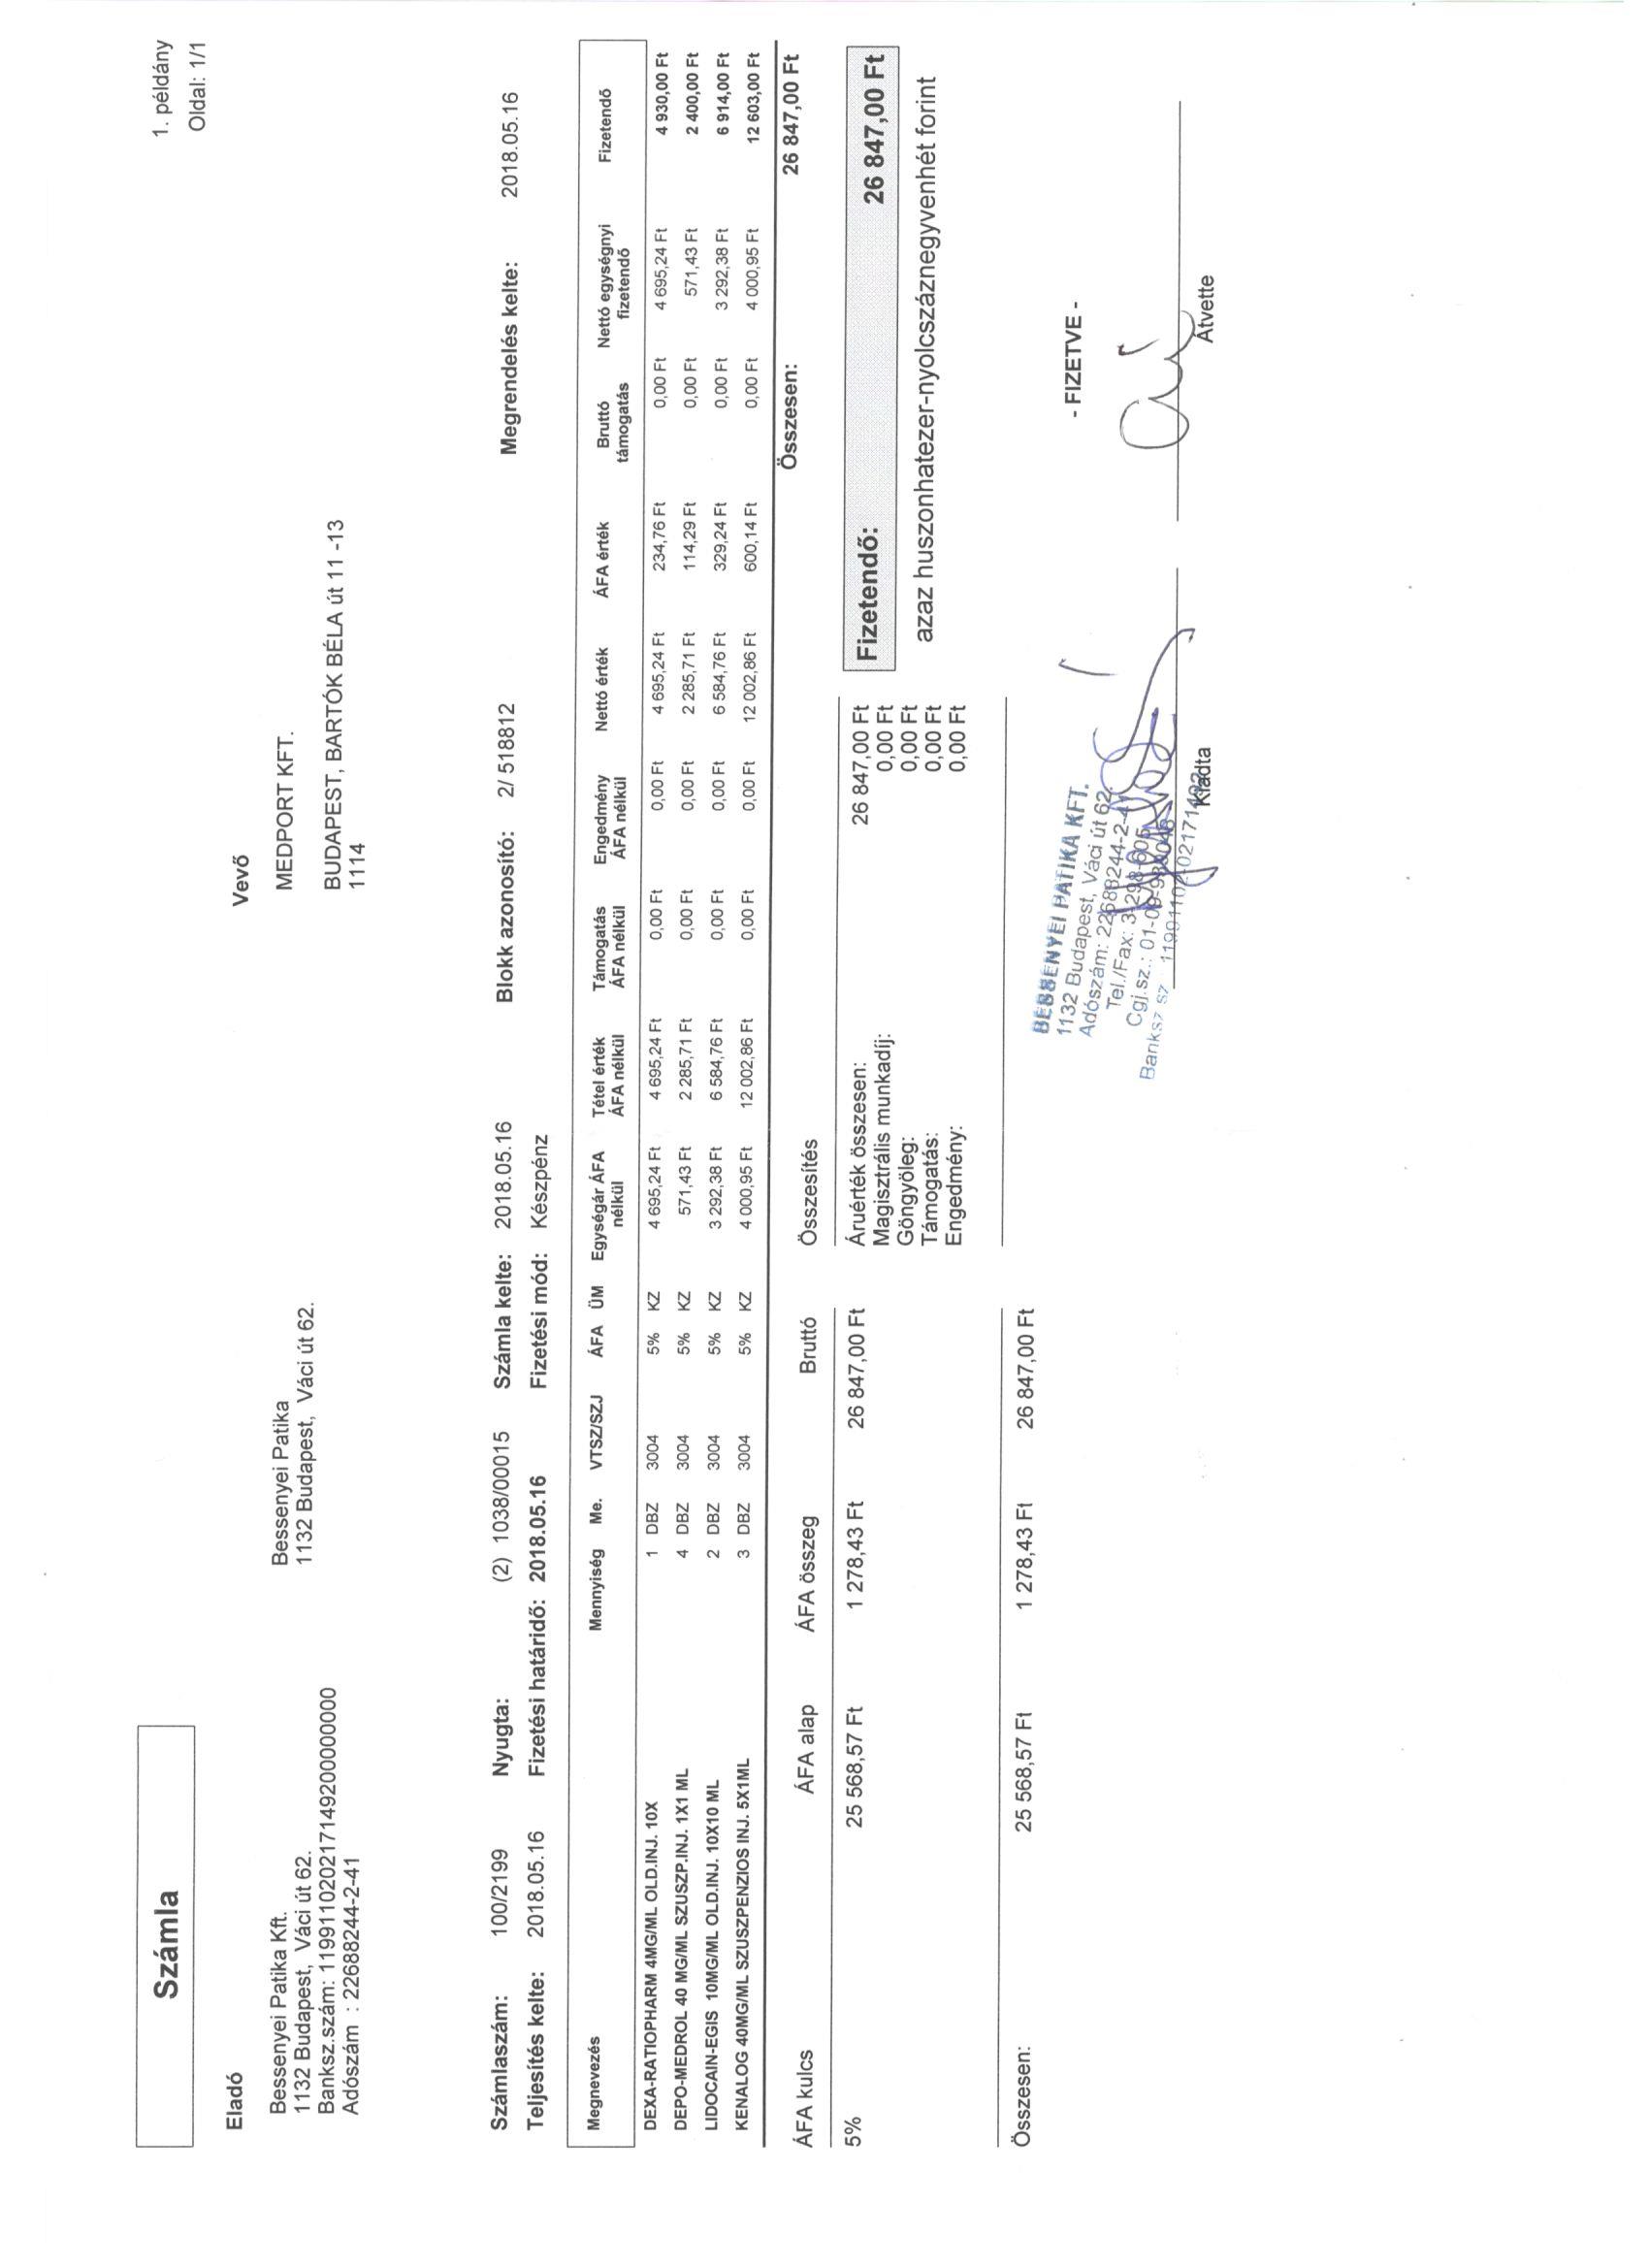 1. példány
Oldal: 1/1
Számla
Eladó
Bessenyei Patika Kft.
1132 Budapest, Váci út 62.
Banksz.szám: 119911020217149200000000
Adószám : 22688244-2-41
Bessenyei Patika
1132 Budapest, Váci út 62.
Vevő
MEDPORT KFT.
BUDAPEST, BARTÓK BÉLA út 11 -13
1114
Számlaszám: 100/2199 Nyugta: (2) 1038/00015 Számla kelte: 2018.05.16 Blokk azonosító: 2/ 518812 Megrendelés kelte: 2018.05.16
Teljesítés kelte: 2018.05.16 Fizetési határidő: 2018.05.16 Fizetési mód: Készpénz
Megnevezés Mennyiség Me. VTSZ/SZJ ÁFA ÜM Egységár ÁFA nélkül Tétel érték ÁFA nélkül Támogatás ÁFA nélkül Engedmény ÁFA nélkül Nettó érték ÁFA érték Bruttó támogatás Nettó egységnyi fizetendő Fizetendő
DEXA-RATIOPHARM 4MG/ML OLD.INJ. 10X 1 DBZ 3004 5% KZ 4 695,24 Ft 4 695,24 Ft 0,00 Ft 0,00 Ft 4 695,24 Ft 234,76 Ft 0,00 Ft 4 695,24 Ft 4 930,00 Ft
DEPO-MEDROL 40 MG/ML SZUSZP.INJ. 1X1 ML 4 DBZ 3004 5% KZ 571,43 Ft 2 285,71 Ft 0,00 Ft 0,00 Ft 2 285,71 Ft 114,29 Ft 0,00 Ft 571,43 Ft 2 400,00 Ft
LIDOCAIN-EGIS 10MG/ML OLD.INJ. 10X10 ML 2 DBZ 3004 5% KZ 3 292,38 Ft 6 584,76 Ft 0,00 Ft 0,00 Ft 6 584,76 Ft 329,24 Ft 0,00 Ft 3 292,38 Ft 6 914,00 Ft
KENALOG 40MG/ML SZUSZPENZIOS INJ. 5X1ML 3 DBZ 3004 5% KZ 4 000,95 Ft 12 002,86 Ft 0,00 Ft 0,00 Ft 12 002,86 Ft 600,14 Ft 0,00 Ft 4 000,95 Ft 12 603,00 Ft
Összesen: 26 847,00 Ft
ÁFA kulcs ÁFA alap ÁFA összeg Bruttó
5% 25 568,57 Ft 1 278,43 Ft 26 847,00 Ft
Összesen: 25 568,57 Ft 1 278,43 Ft 26 847,00 Ft
Összesítés
Áruérték összesen: 26 847,00 Ft
Magisztrális munkadíj: 0,00 Ft
Göngyöleg: 0,00 Ft
Támogatás: 0,00 Ft
Engedmény: 0,00 Ft
Fizetendő: 26 847,00 Ft
azaz huszonhatezer-nyolcszáznegyvenhét forint
- FIZETVE -
BESSENYEI PATIKA KFT.
1132 Budapest, Váci út 62.
Adószám: 22688244-2-41
Tel./Fax:
Cgj.sz.:
Banksz sz
Kiadta
Átvette